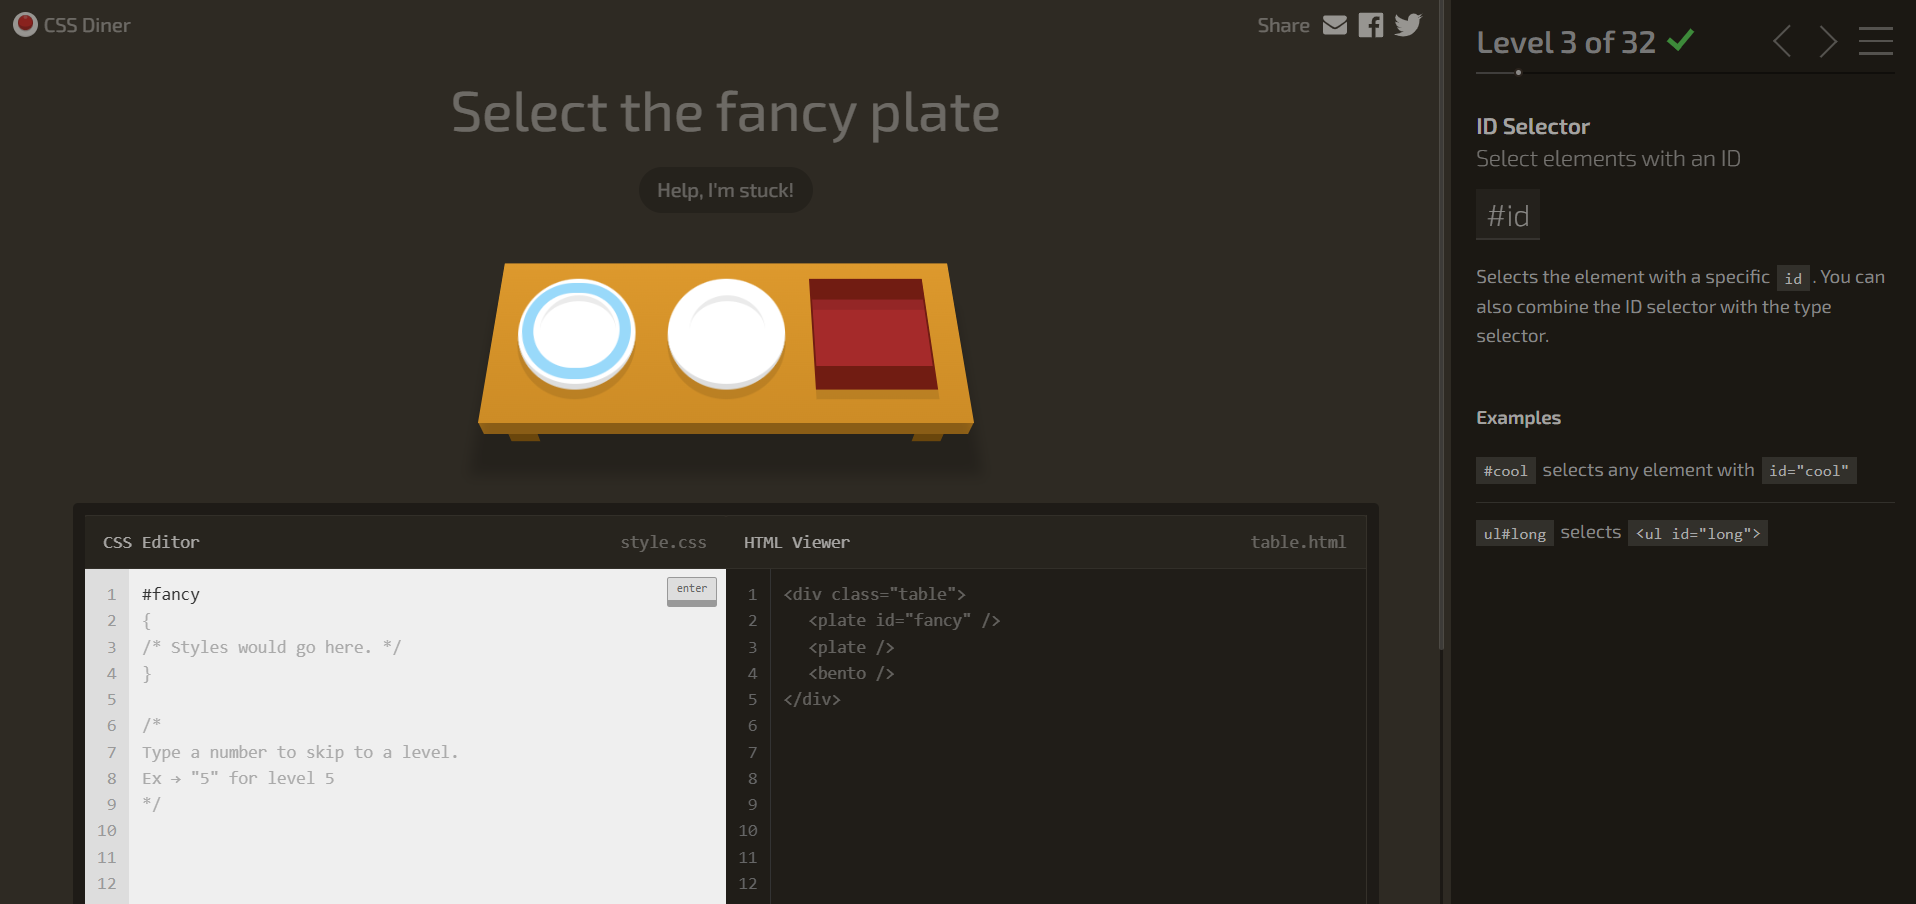 CSS Diner
Share
Select the fancy plate
Help, I'm stuck!
CSS Editor style.css
1 #fancy
enter
2 {
3 /* Styles would go here. */
4 }
5
6 /*
7 Type a number to skip to a level.
8 Ex → "5" for level 5
9 */
10
11
12
HTML Viewer table.html
1 <div class="table">
2 <plate id="fancy" />
3 <plate />
4 <bento />
5 </div>
6
7
8
9
10
11
12
Level 3 of 32
ID Selector
Select elements with an ID
#id
Selects the element with a specific id . You can
also combine the ID selector with the type
selector.
Examples
#cool selects any element with id="cool"
ul#long selects <ul id="long">